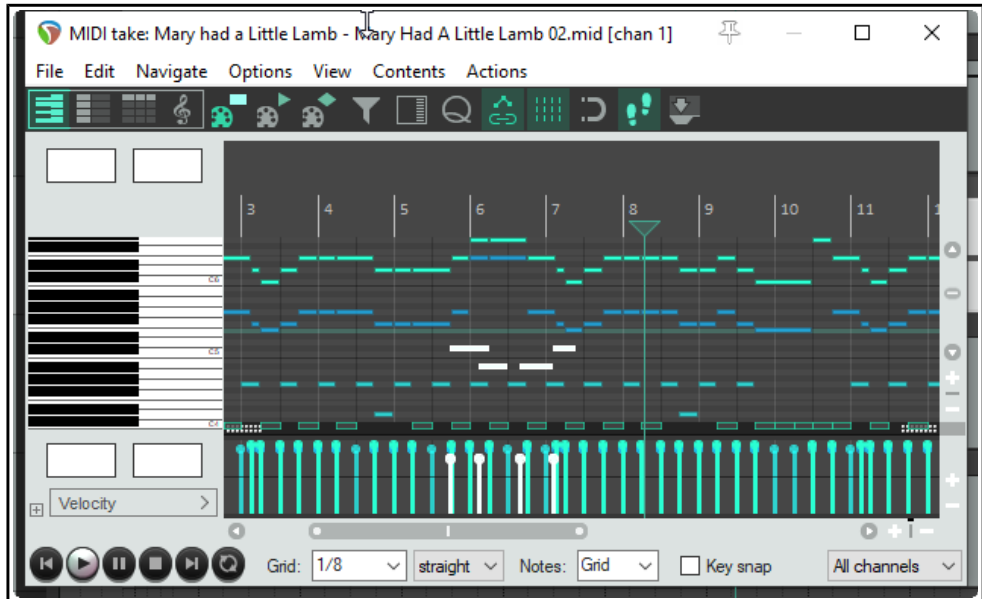 MIDI take: Mary had a Little Lamb - Mary Had A Little Lamb 02.mid [chan 1]
File Edit Navigate Options View Contents Actions
3 4 5 6 7 8 9 10 11 1
C6
C5
C4
Velocity
Grid: 1/8 straight Notes: Grid Key snap All channels